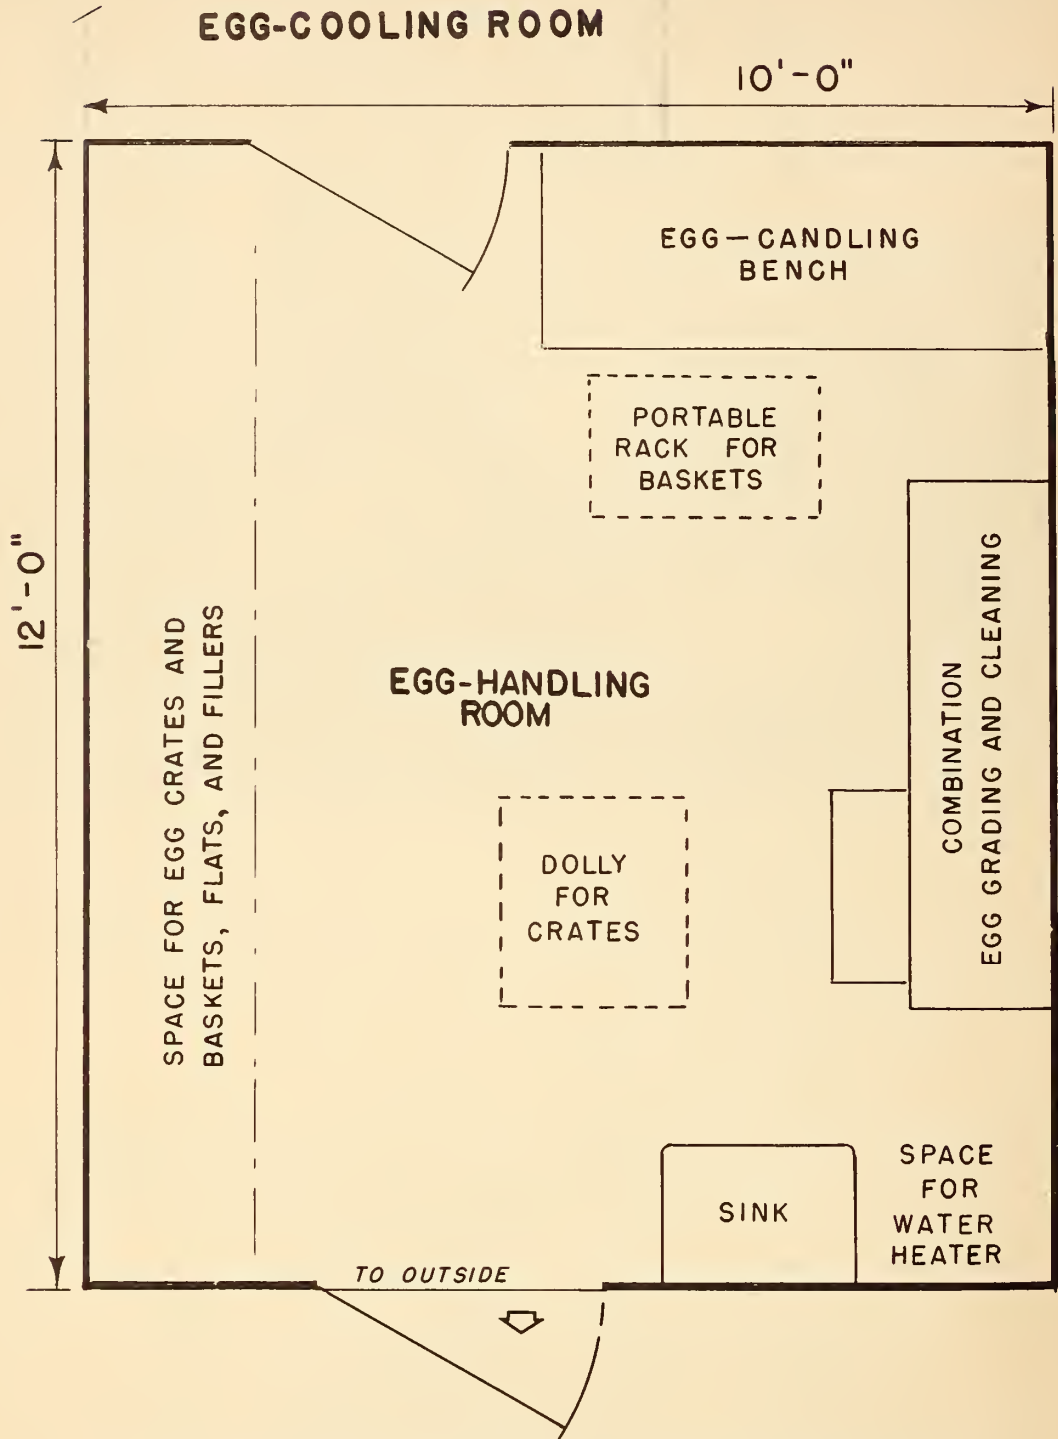 EGG-COOLING ROOM
10'-0"
EGG—CANDLING
BENCH
PORTABLE
RACK FOR
BASKETS
12'-0"
SPACE FOR EGG CRATES AND
BASKETS, FLATS, AND FILLERS
EGG-HANDLING
ROOM
COMBINATION
EGG GRADING AND CLEANING
DOLLY
FOR
CRATES
SINK
SPACE
FOR
WATER
HEATER
TO OUTSIDE